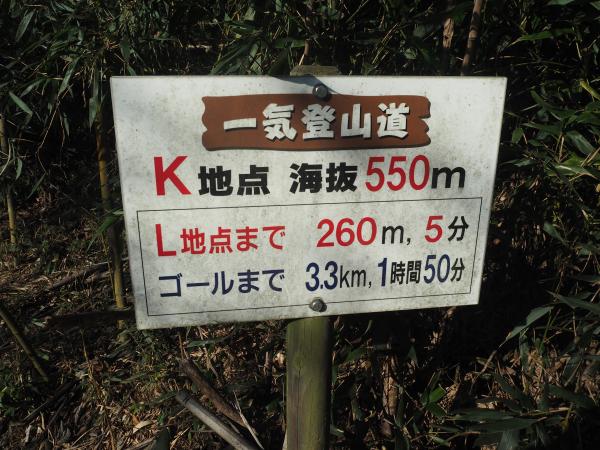 一気登山道
K地点 海抜550m
L地点まで 260m, 5分
ゴールまで 3.3km, 1時間50分